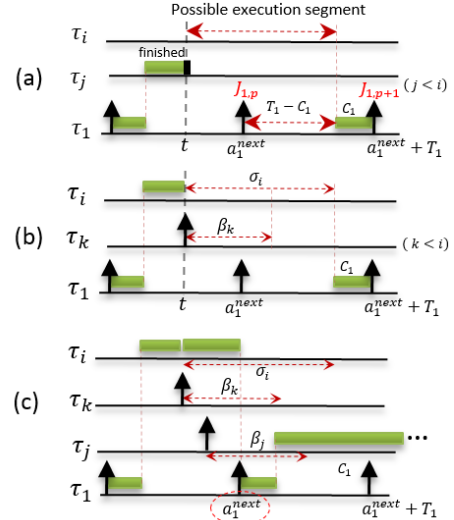 Possible execution segment
τᵢ
finished
(a) τⱼ (j < i)
J₁,ₚ J₁,ₚ₊₁
T₁ − C₁ C₁
τ₁
t a₁ⁿᵉˣᵗ a₁ⁿᵉˣᵗ + T₁
σᵢ
τᵢ
(b) βₖ
τₖ (k < i)
C₁
τ₁
t a₁ⁿᵉˣᵗ a₁ⁿᵉˣᵗ + T₁
τᵢ
σᵢ
βₖ
(c) τₖ
βⱼ
τⱼ ...
C₁
τ₁
a₁ⁿᵉˣᵗ a₁ⁿᵉˣᵗ + T₁